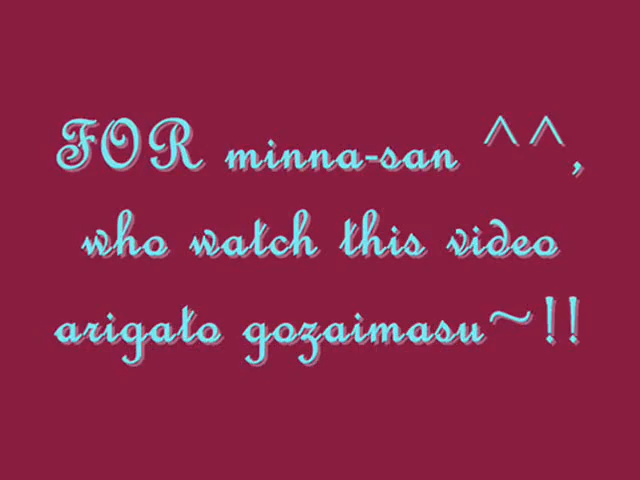 FOR minna-san ^^,
who watch this video
arigato gozaimasu~!!